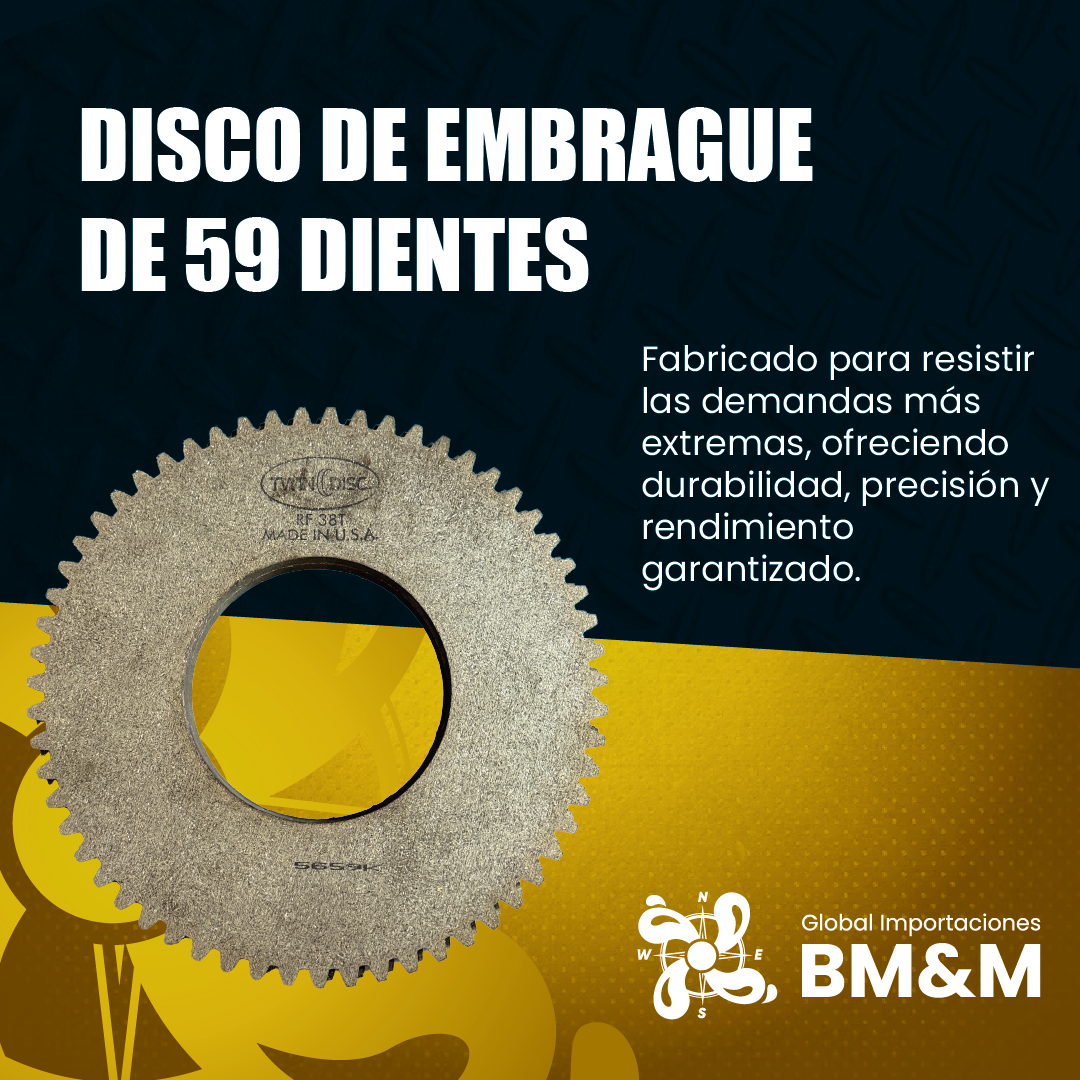 DISCO DE EMBRAGUE
DE 59 DIENTES
Fabricado para resistir
las demandas más
extremas, ofreciendo
durabilidad, precisión y
rendimiento
garantizado.
TWIN DISC
RF 38T
MADE IN U.S.A.
5659K
N
W E
S
Global Importaciones
BM&M